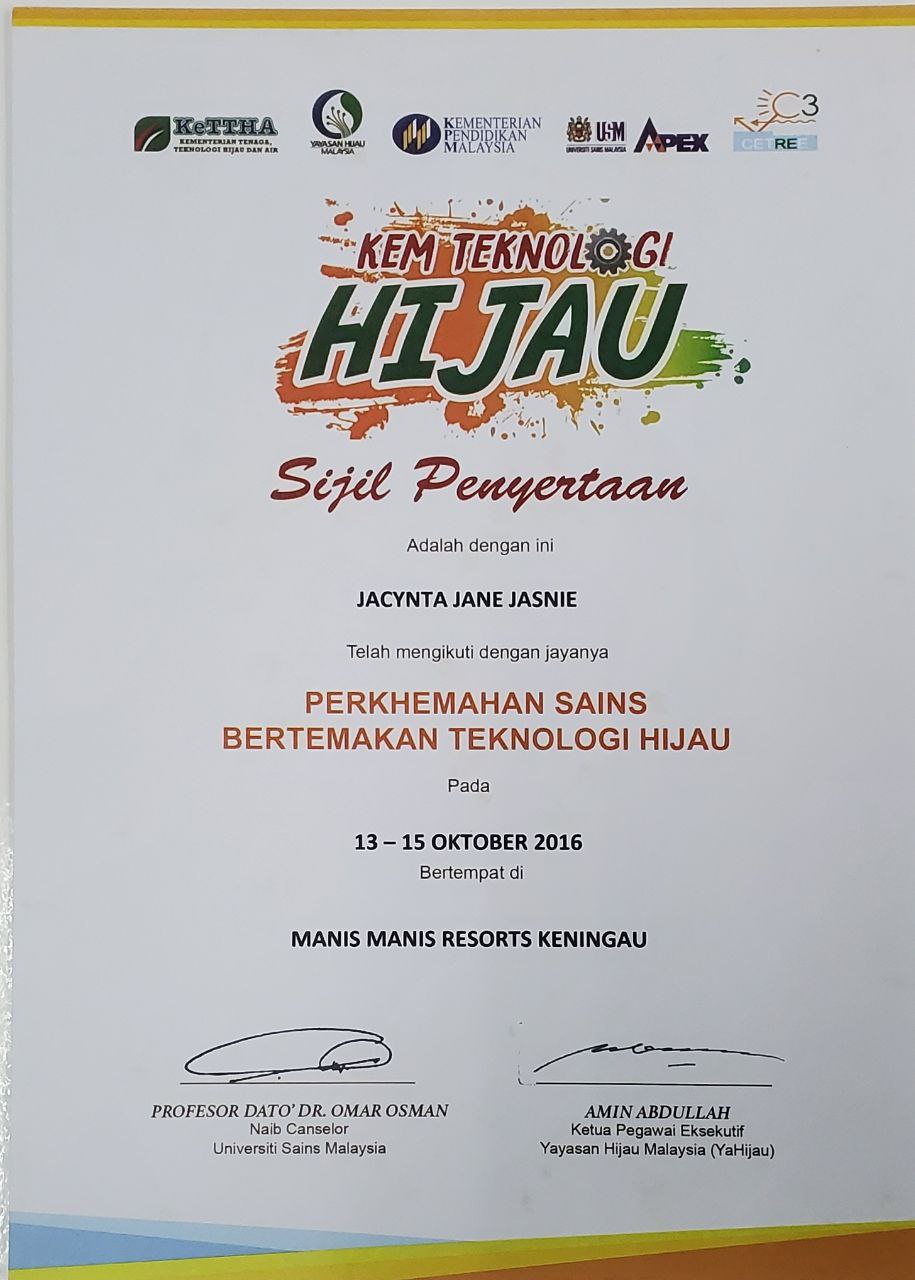 KeTTHA
KEMENTERIAN TENAGA,
TEKNOLOGI HIJAU DAN AIR
YAYASAN HIJAU
MALAYSIA
KEMENTERIAN
PENDIDIKAN
MALAYSIA
USM
UNIVERSITI SAINS MALAYSIA
APEX
C3
CETREE
KEM TEKNOLOGI
HIJAU
Sijil Penyertaan
Adalah dengan ini
JACYNTA JANE JASNIE
Telah mengikuti dengan jayanya
PERKHEMAHAN SAINS
BERTEMAKAN TEKNOLOGI HIJAU
Pada
13 – 15 OKTOBER 2016
Bertempat di
MANIS MANIS RESORTS KENINGAU
PROFESOR DATO' DR. OMAR OSMAN
Naib Canselor
Universiti Sains Malaysia
AMIN ABDULLAH
Ketua Pegawai Eksekutif
Yayasan Hijau Malaysia (YaHijau)